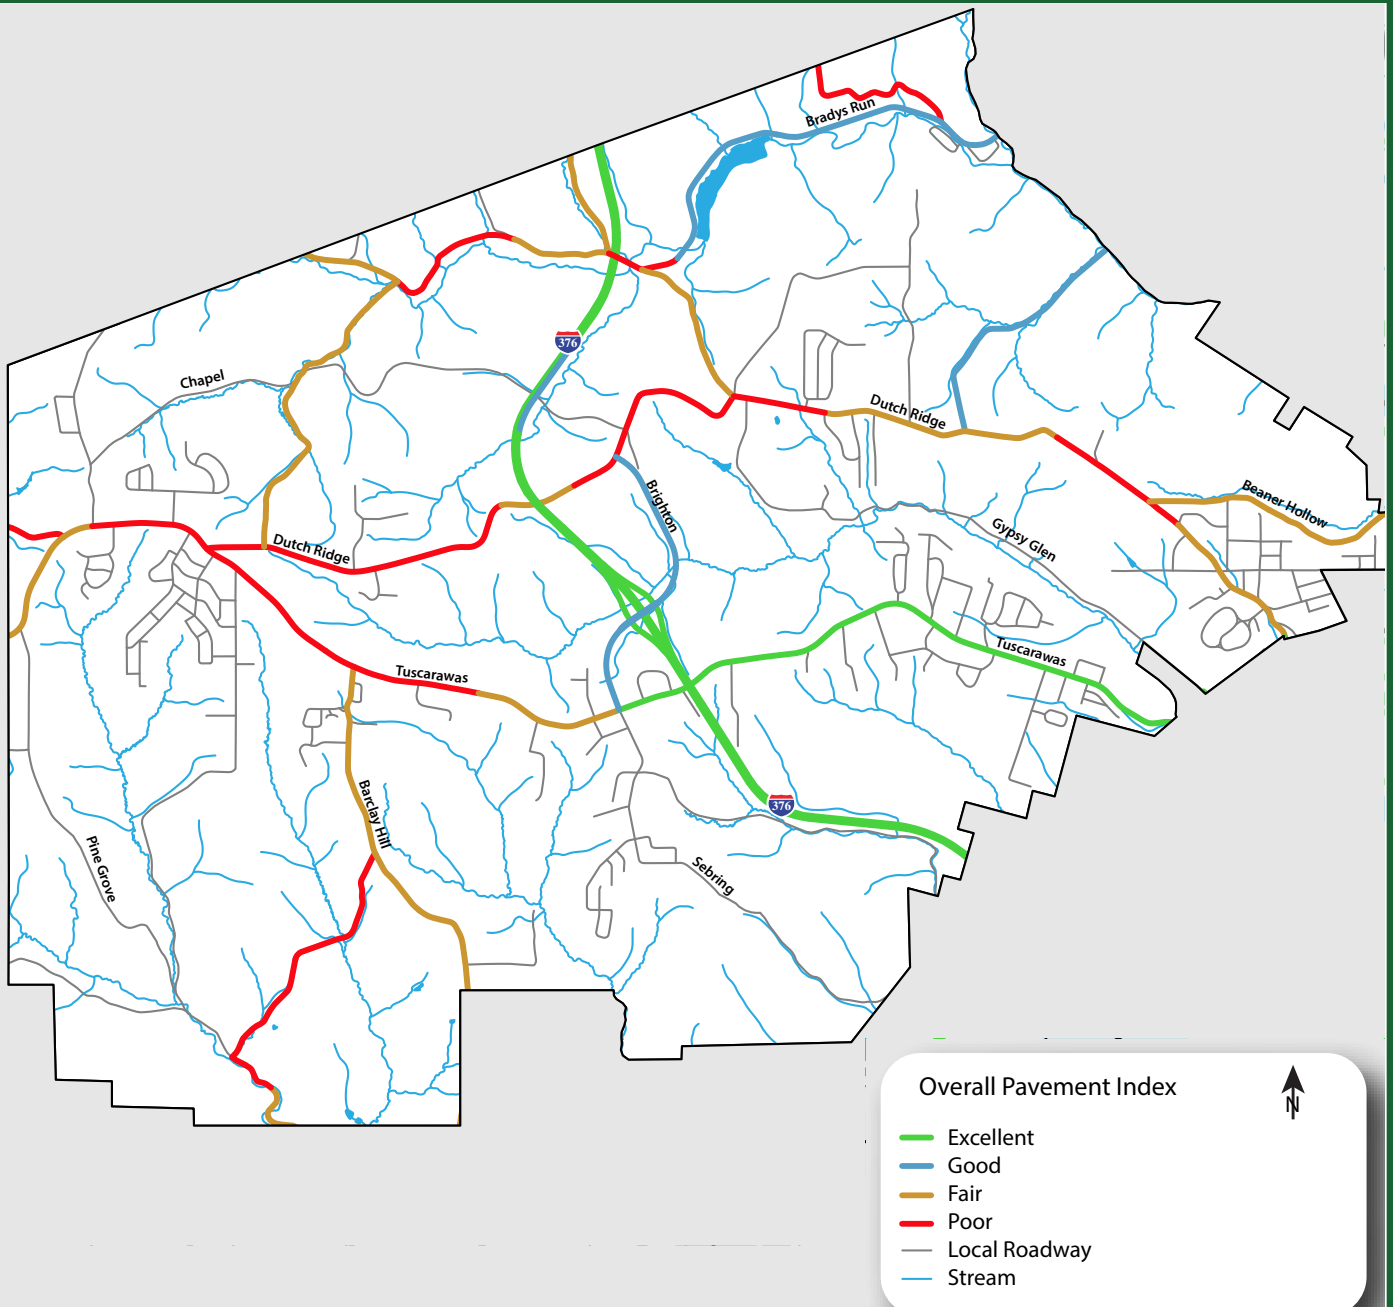 Bradys Run
376
Chapel
Dutch Ridge
Brighton
Beaner Hollow
Gypsy Glen
Dutch Ridge
Tuscarawas
Tuscarawas
376
Barclay Hill
Pine Grove
Sebring
Overall Pavement Index
N
Excellent
Good
Fair
Poor
Local Roadway
Stream